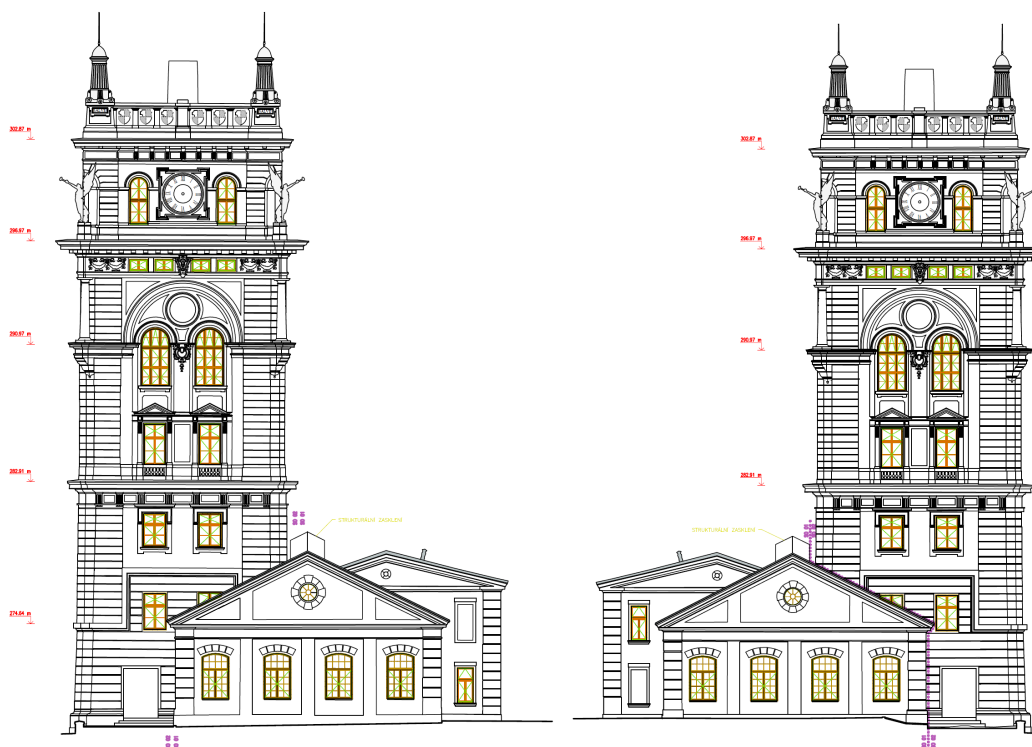 302.87 m
302.87 m
296.97 m
296.97 m
290.97 m
290.97 m
282.91 m
282.91 m
STRUKTURÁLNÍ ZASKLENÍ
STRUKTURÁLNÍ ZASKLENÍ
274.64 m